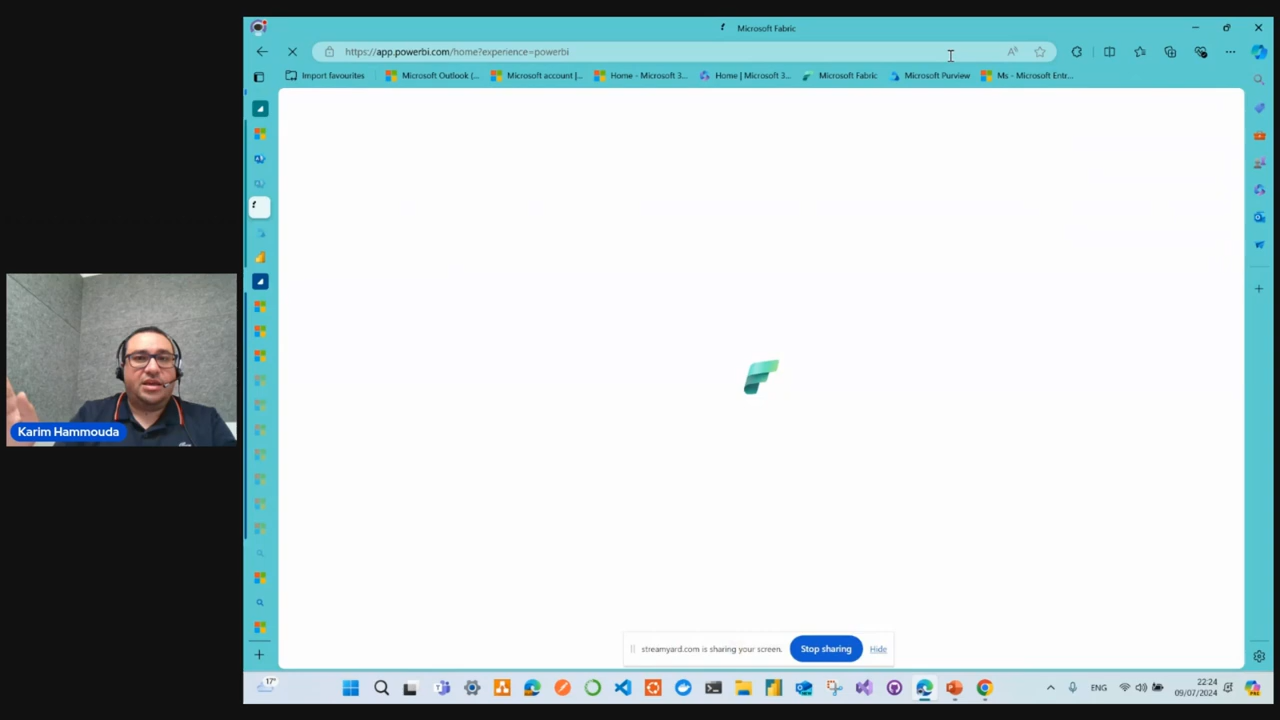 Microsoft Fabric
https://app.powerbi.com/home?experience=powerbi
Import favourites
Microsoft Outlook (...
Microsoft account |...
Home - Microsoft 3...
Home | Microsoft 3...
Microsoft Fabric
Microsoft Purview
Ms - Microsoft Entr...
Karim Hammouda
streamyard.com is sharing your screen.
Stop sharing
Hide
17°
ENG
22:24
09/07/2024